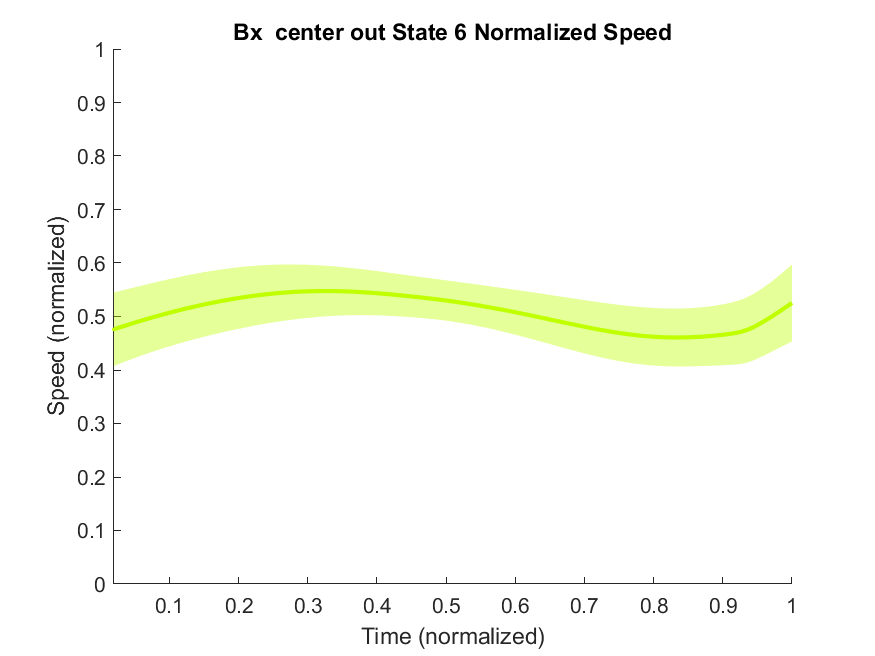 Bx  center out State 6 Normalized Speed
1
0.9
0.8
0.7
0.6
0.5
0.4
0.3
0.2
0.1
0
Speed (normalized)
0.1 0.2 0.3 0.4 0.5 0.6 0.7 0.8 0.9 1
Time (normalized)